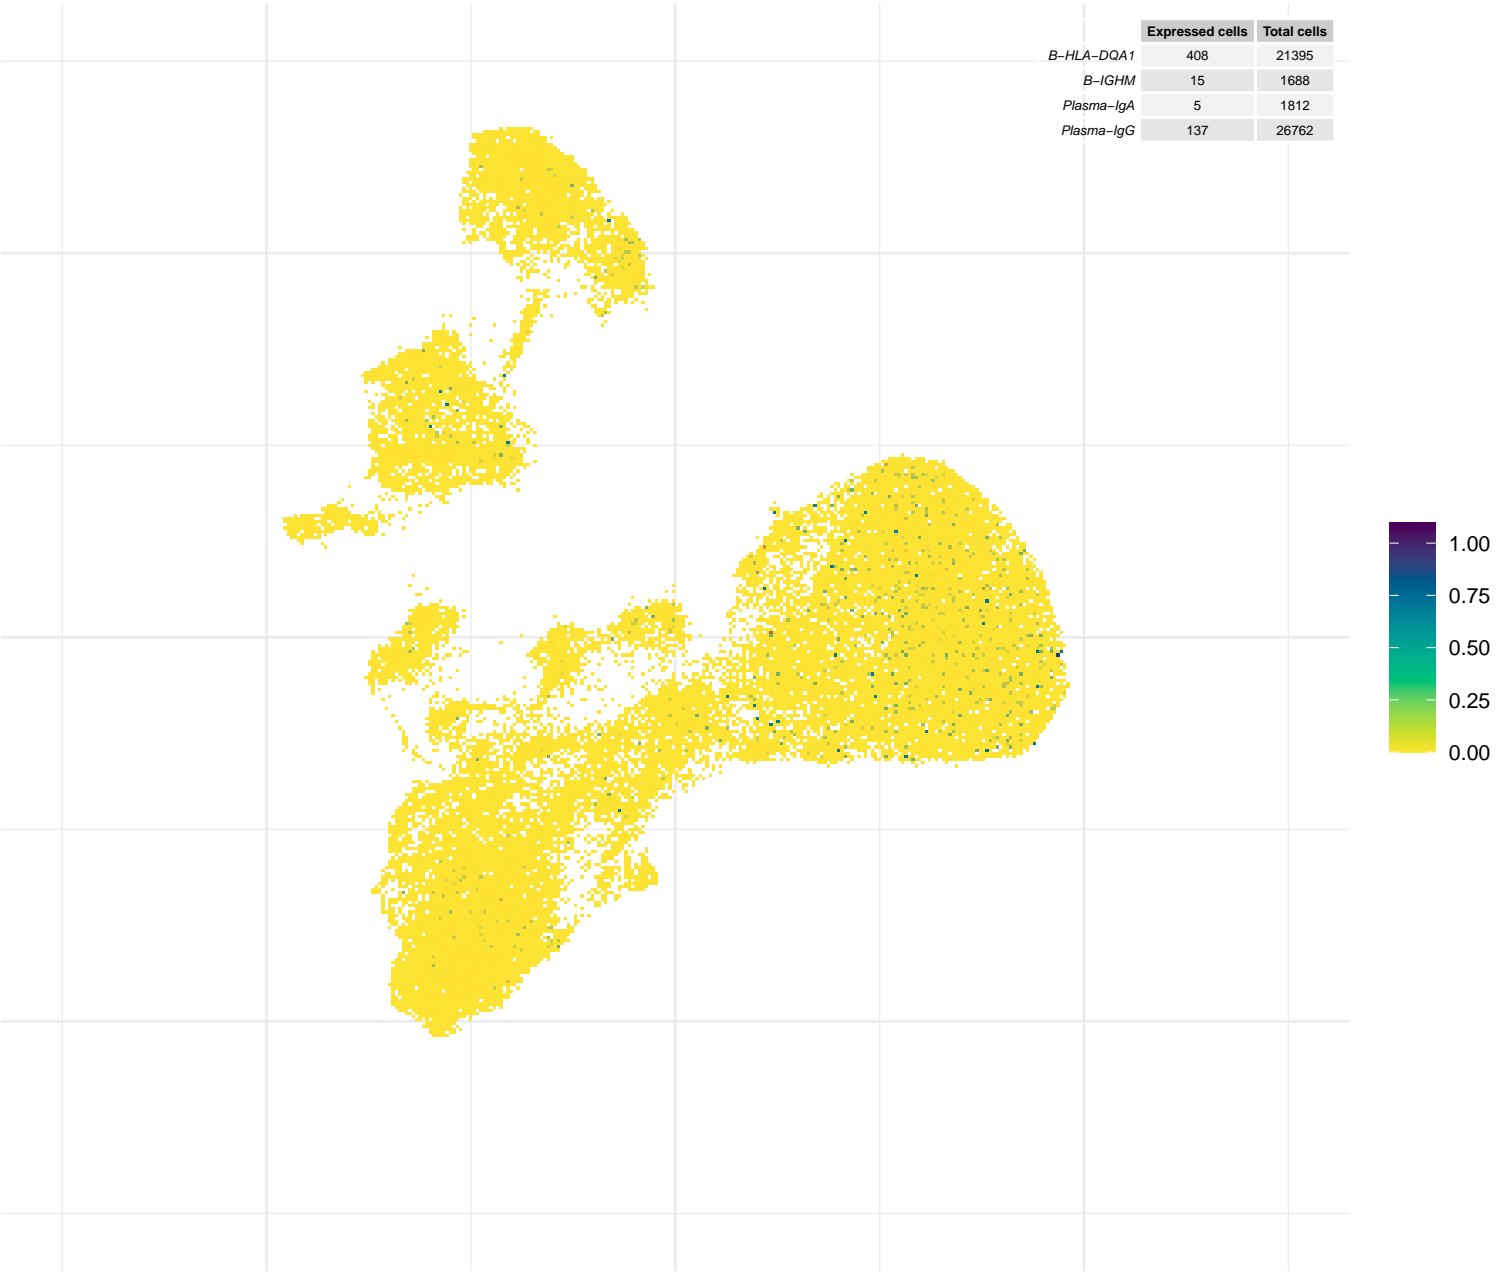 Expressed cells Total cells
B−HLA−DQA1 408 21395
B−IGHM 15 1688
Plasma−IgA 5 1812
Plasma−IgG 137 26762
1.00
0.75
0.50
0.25
0.00